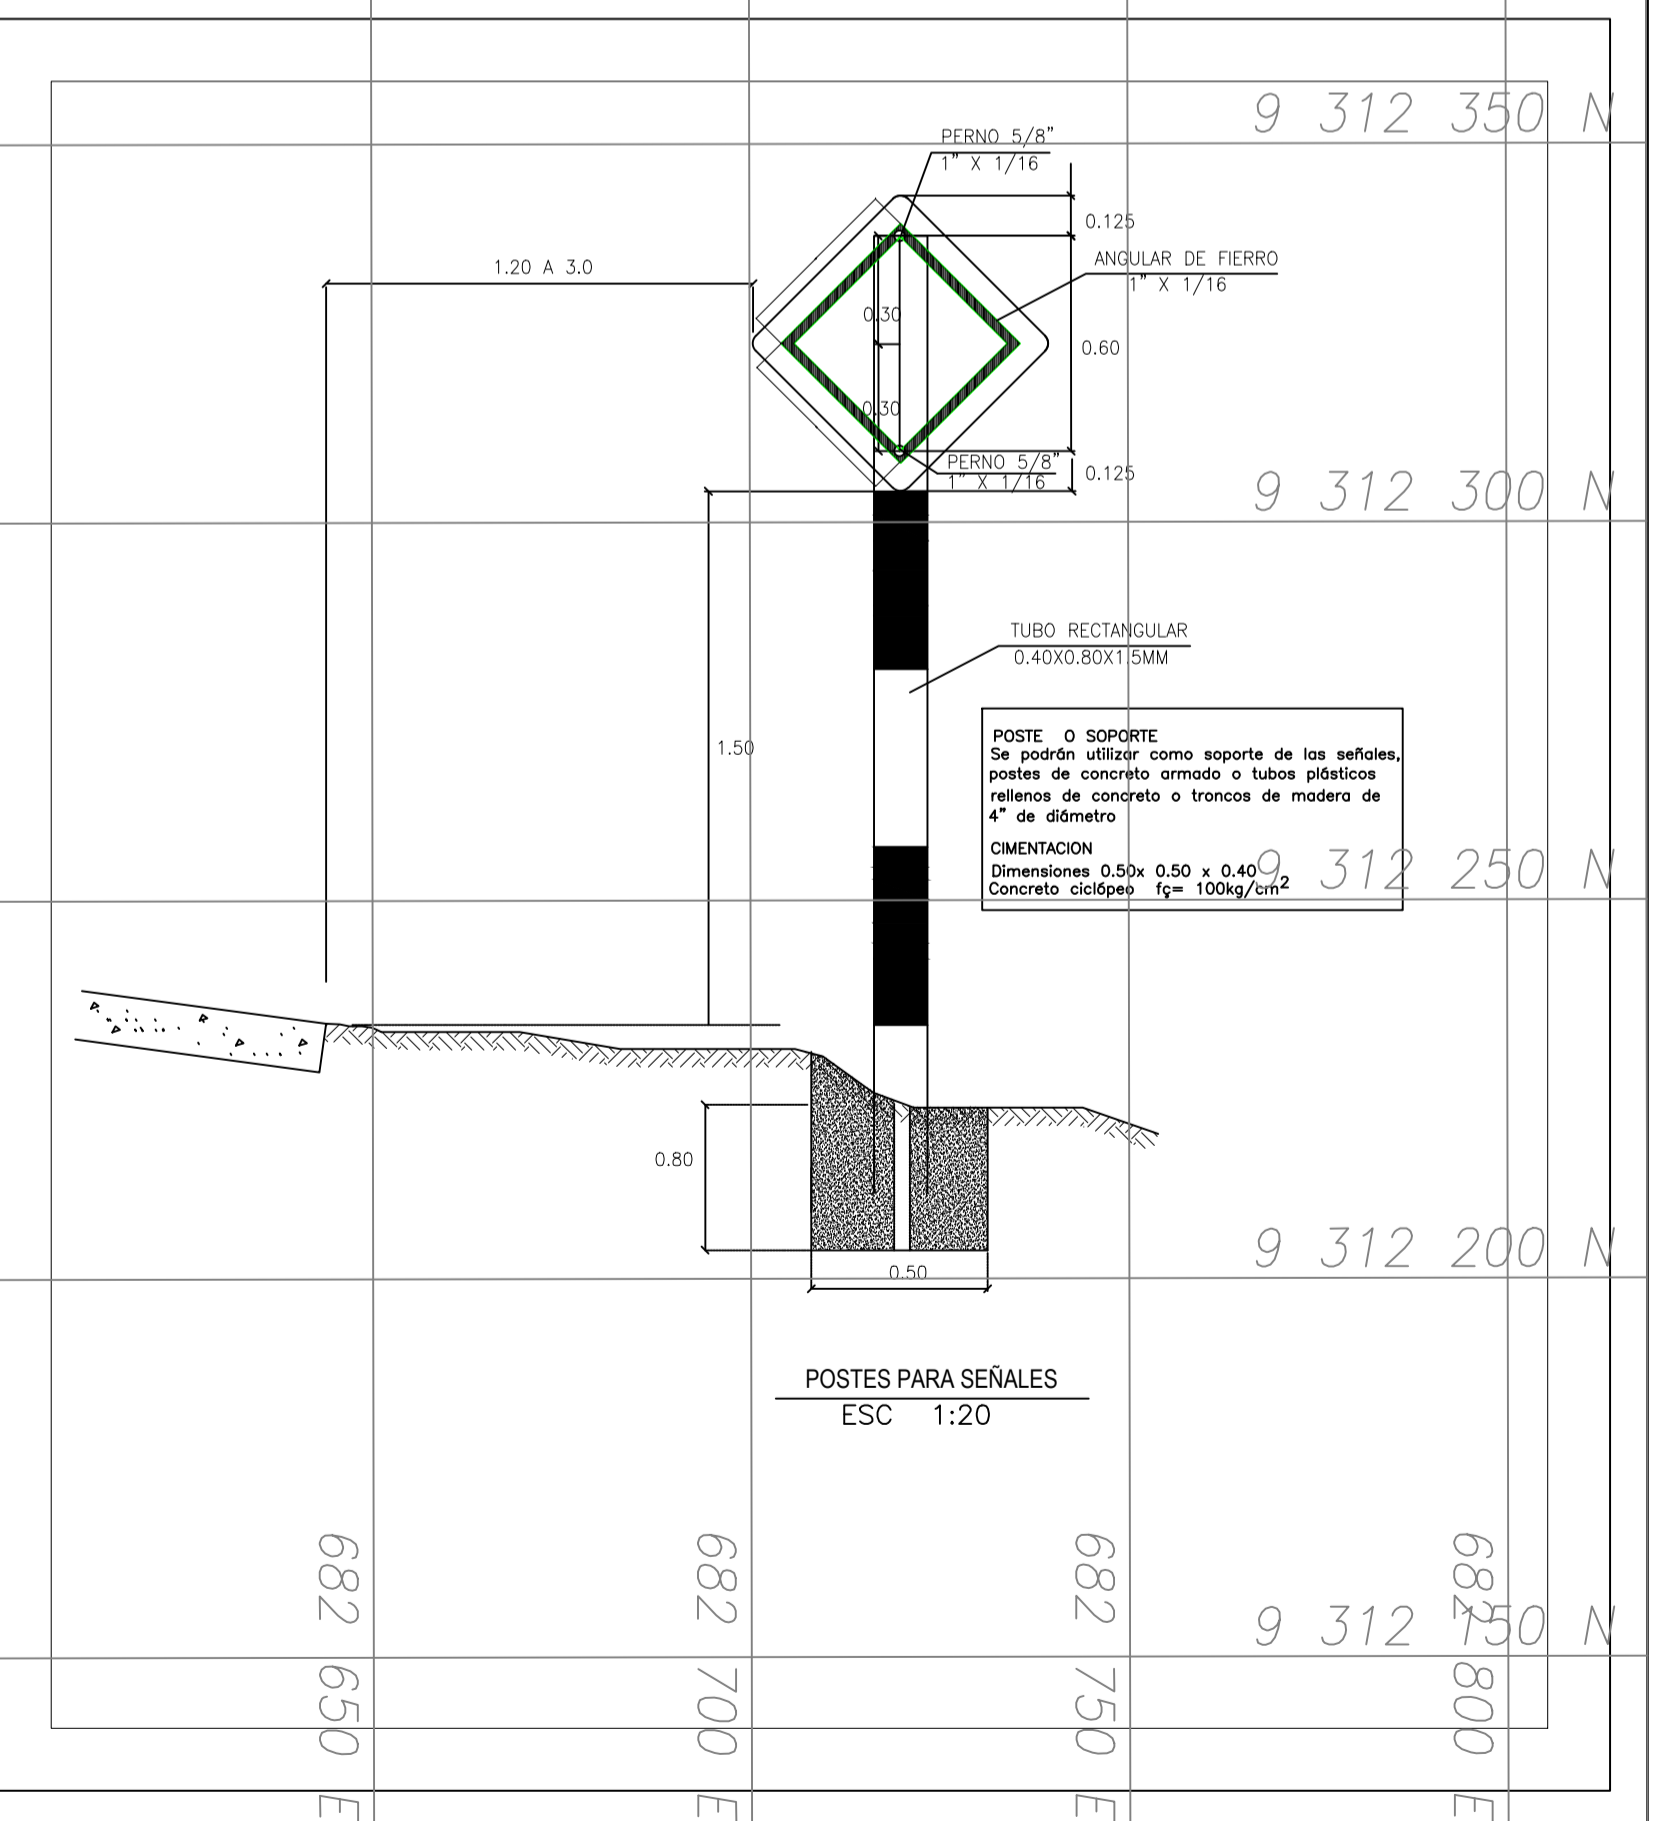 9 312 350 N
PERNO 5/8"
1" X 1/16
0.125
ANGULAR DE FIERRO
1" X 1/16
1.20 A 3.0
0.30
0.60
0.30
PERNO 5/8"
1" X 1/16
0.125
9 312 300 N
TUBO RECTANGULAR
0.40X0.80X1.5MM
1.50
POSTE O SOPORTE
Se podrán utilizar como soporte de las señales,
postes de concreto armado o tubos plásticos
rellenos de concreto o troncos de madera de
4" de diámetro
CIMENTACION
Dimensiones 0.50x 0.50 x 0.40
Concreto ciclópeo fç= 100kg/cm2
9 312 250 N
0.80
9 312 200 N
0.50
POSTES PARA SEÑALES
ESC 1:20
9 312 150 N
682 650 E
682 700 E
682 750 E
682 800 E